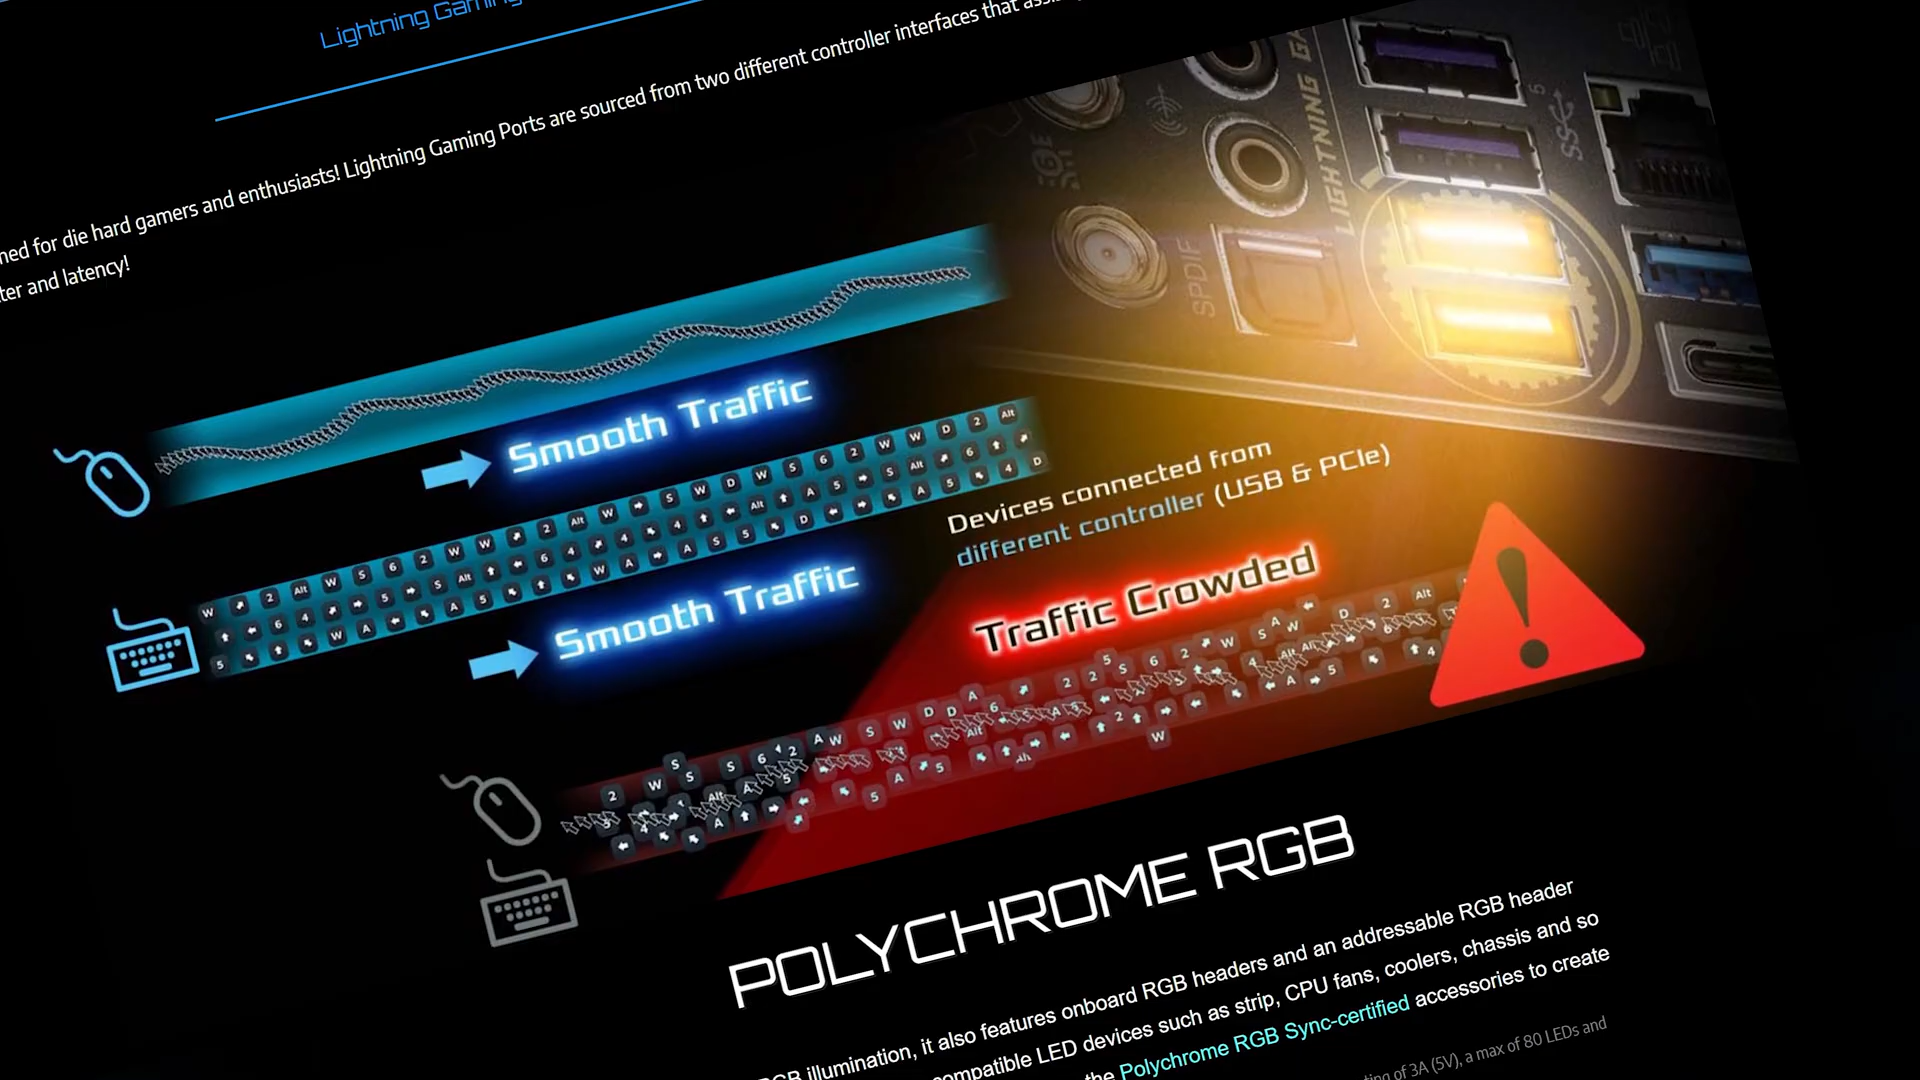 Lightning Gaming
ned for die hard gamers and enthusiasts! Lightning Gaming Ports are sourced from two different controller interfaces that
ter and latency!
LIGHTNING GA
SPDIF
5
Smooth Traffic
Smooth Traffic
Devices connected from
different controller (USB & PCIe)
Traffic Crowded
POLYCHROME RGB
RGB illumination, it also features onboard RGB headers and an addressable RGB header
compatible LED devices such as strip, CPU fans, coolers, chassis and so
the Polychrome RGB Sync-certified accessories to create
ting of 3A (5V), a max of 80 LEDs and